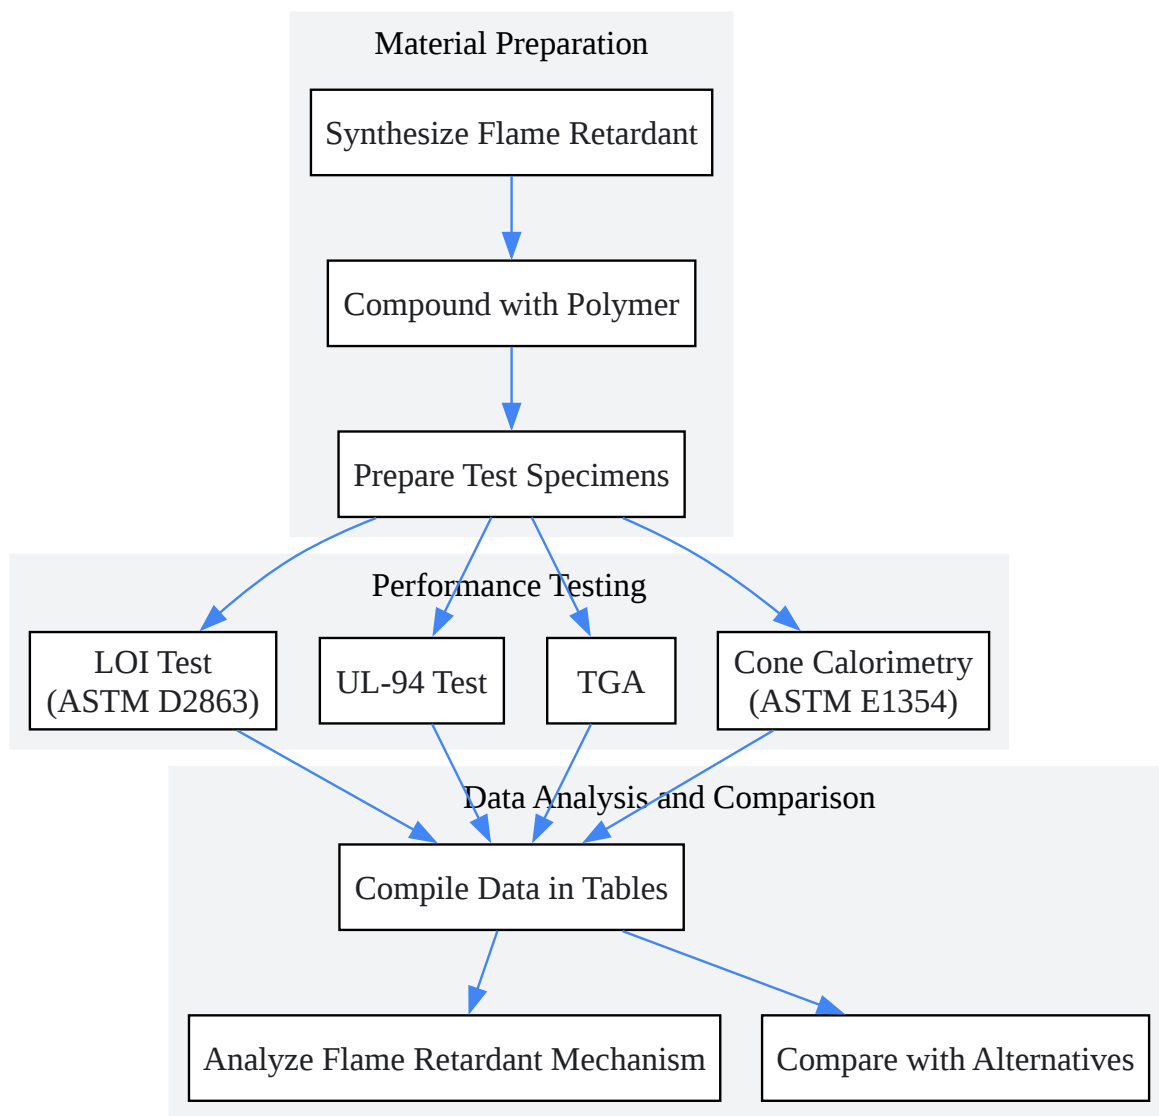 Material Preparation
Synthesize Flame Retardant
Compound with Polymer
Prepare Test Specimens
Performance Testing
LOI Test
(ASTM D2863)
UL-94 Test
TGA
Cone Calorimetry
(ASTM E1354)
Data Analysis and Comparison
Compile Data in Tables
Analyze Flame Retardant Mechanism
Compare with Alternatives